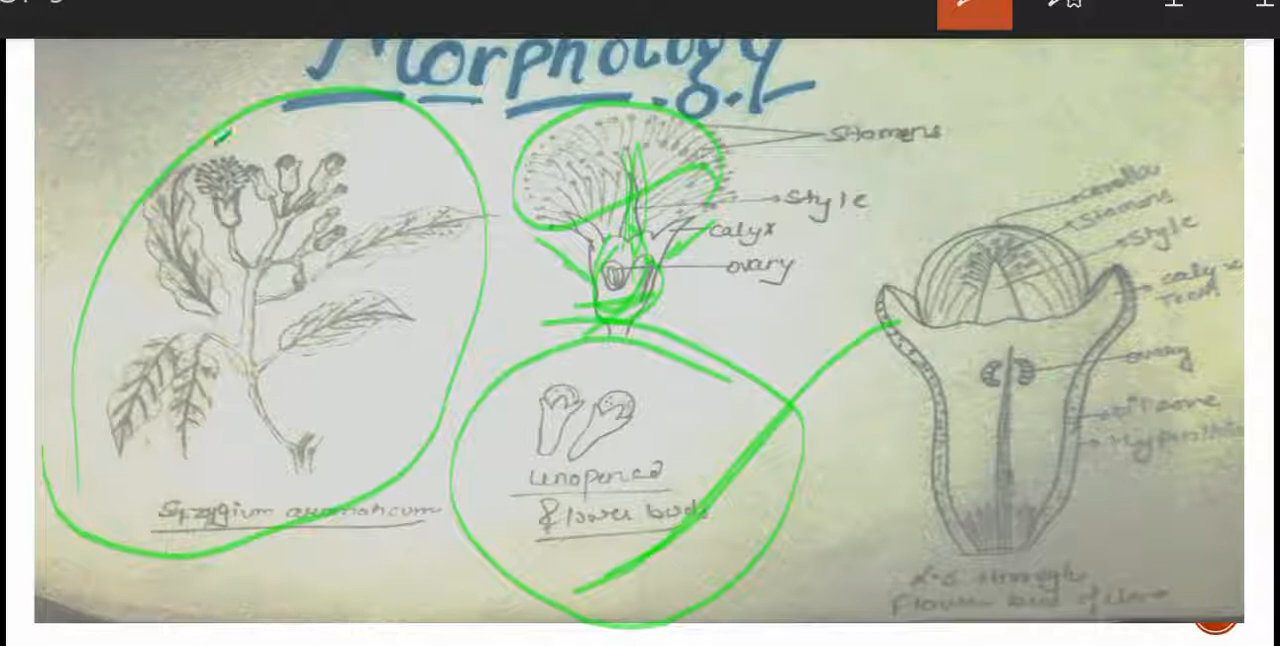 Morphology
Stamens
Style
Calyx
ovary
Syzygium aromaticum
Unopened
flower buds
corolla
Stamens
Style
calyx
Teeth
ovary
L-S through
Flower bud of clove